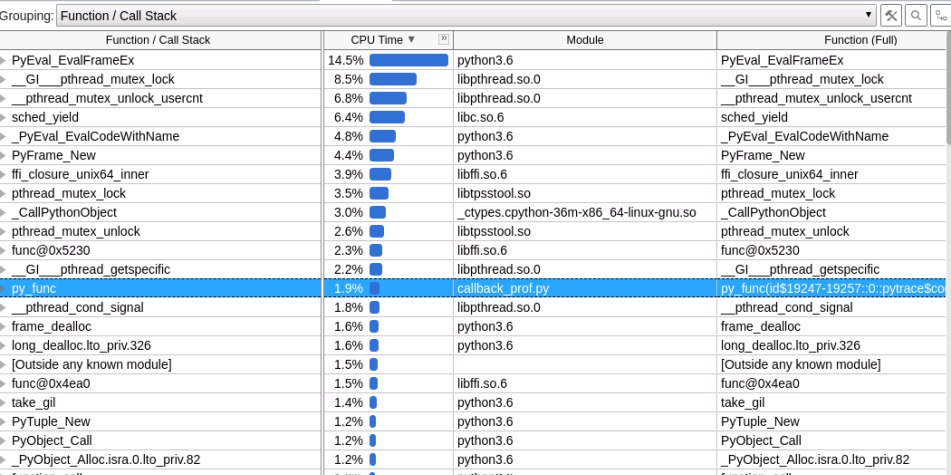 Grouping: Function / Call Stack
Function / Call Stack CPU Time ▼ » Module Function (Full)
PyEval_EvalFrameEx 14.5% python3.6 PyEval_EvalFrameEx
__GI___pthread_mutex_lock 8.5% libpthread.so.0 __GI___pthread_mutex_lock
__pthread_mutex_unlock_usercnt 6.8% libpthread.so.0 __pthread_mutex_unlock_usercnt
sched_yield 6.4% libc.so.6 sched_yield
_PyEval_EvalCodeWithName 4.8% python3.6 _PyEval_EvalCodeWithName
PyFrame_New 4.4% python3.6 PyFrame_New
ffi_closure_unix64_inner 3.9% libffi.so.6 ffi_closure_unix64_inner
pthread_mutex_lock 3.5% libtpsstool.so pthread_mutex_lock
_CallPythonObject 3.0% _ctypes.cpython-36m-x86_64-linux-gnu.so _CallPythonObject
pthread_mutex_unlock 2.6% libtpsstool.so pthread_mutex_unlock
func@0x5230 2.3% libffi.so.6 func@0x5230
__GI___pthread_getspecific 2.2% libpthread.so.0 __GI___pthread_getspecific
py_func 1.9% callback_prof.py py_func(id$19247-19257::0::pytrace$co
__pthread_cond_signal 1.8% libpthread.so.0 __pthread_cond_signal
frame_dealloc 1.6% python3.6 frame_dealloc
long_dealloc.lto_priv.326 1.6% python3.6 long_dealloc.lto_priv.326
[Outside any known module] 1.5% [Outside any known module]
func@0x4ea0 1.5% libffi.so.6 func@0x4ea0
take_gil 1.4% python3.6 take_gil
PyTuple_New 1.2% python3.6 PyTuple_New
PyObject_Call 1.2% python3.6 PyObject_Call
_PyObject_Alloc.isra.0.lto_priv.82 1.2% python3.6 _PyObject_Alloc.isra.0.lto_priv.82